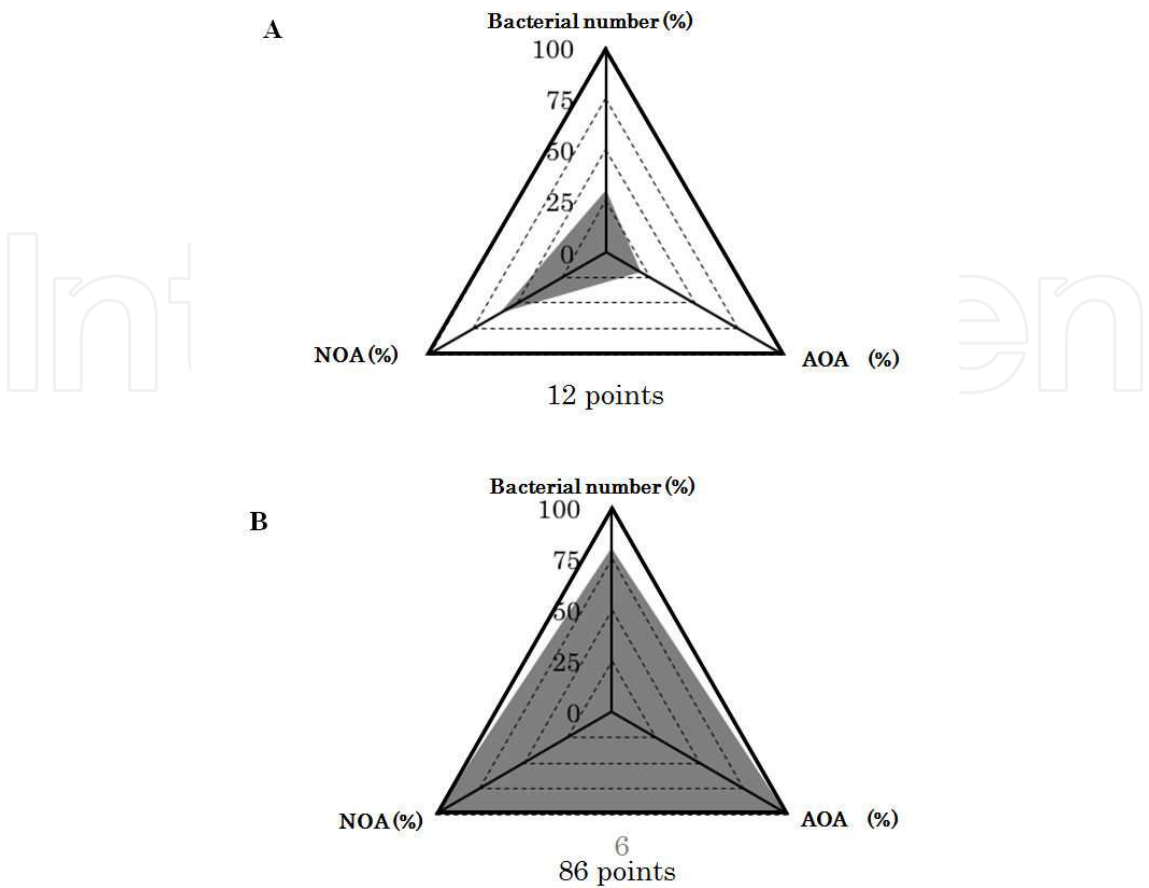 A
Bacterial number (%)
100
75
50
25
0
NOA (%)
AOA (%)
12 points
B
Bacterial number (%)
100
75
50
25
0
NOA (%)
AOA (%)
6
86 points